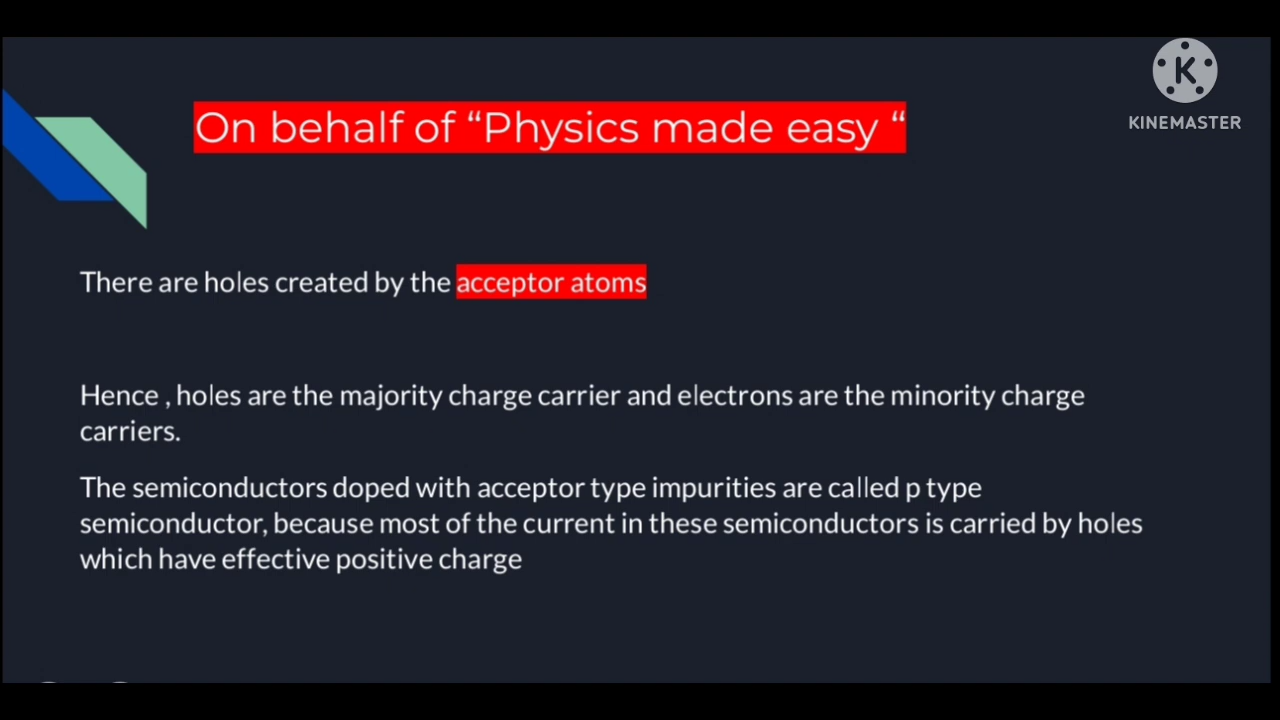 On behalf of “Physics made easy “
KINEMASTER
There are holes created by the acceptor atoms
Hence , holes are the majority charge carrier and electrons are the minority charge
carriers.
The semiconductors doped with acceptor type impurities are called p type
semiconductor, because most of the current in these semiconductors is carried by holes
which have effective positive charge